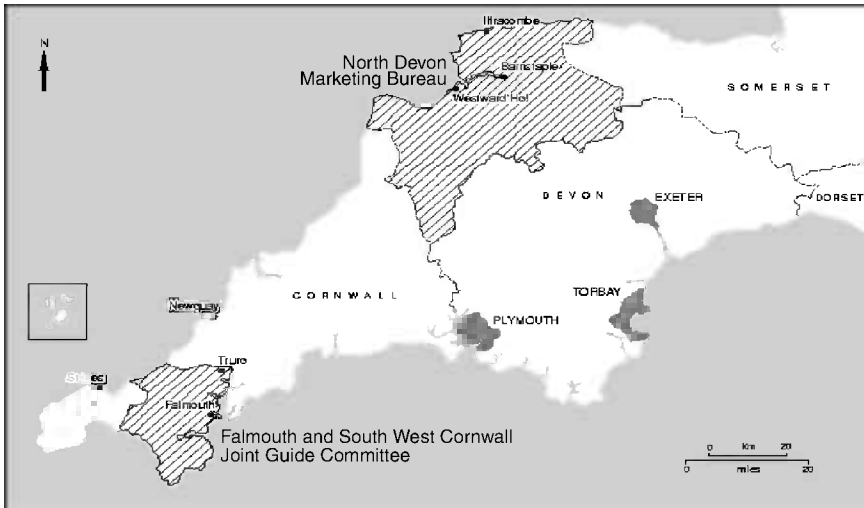 Ilfracombe
N
North Devon
Marketing Bureau
Barnstaple
Westward Ho!
SOMERSET
DEVON
EXETER
DORSET
CORNWALL
TORBAY
Newquay
PLYMOUTH
Truro
Falmouth
Falmouth and South West Cornwall
Joint Guide Committee
0 Km 20
0 miles 20